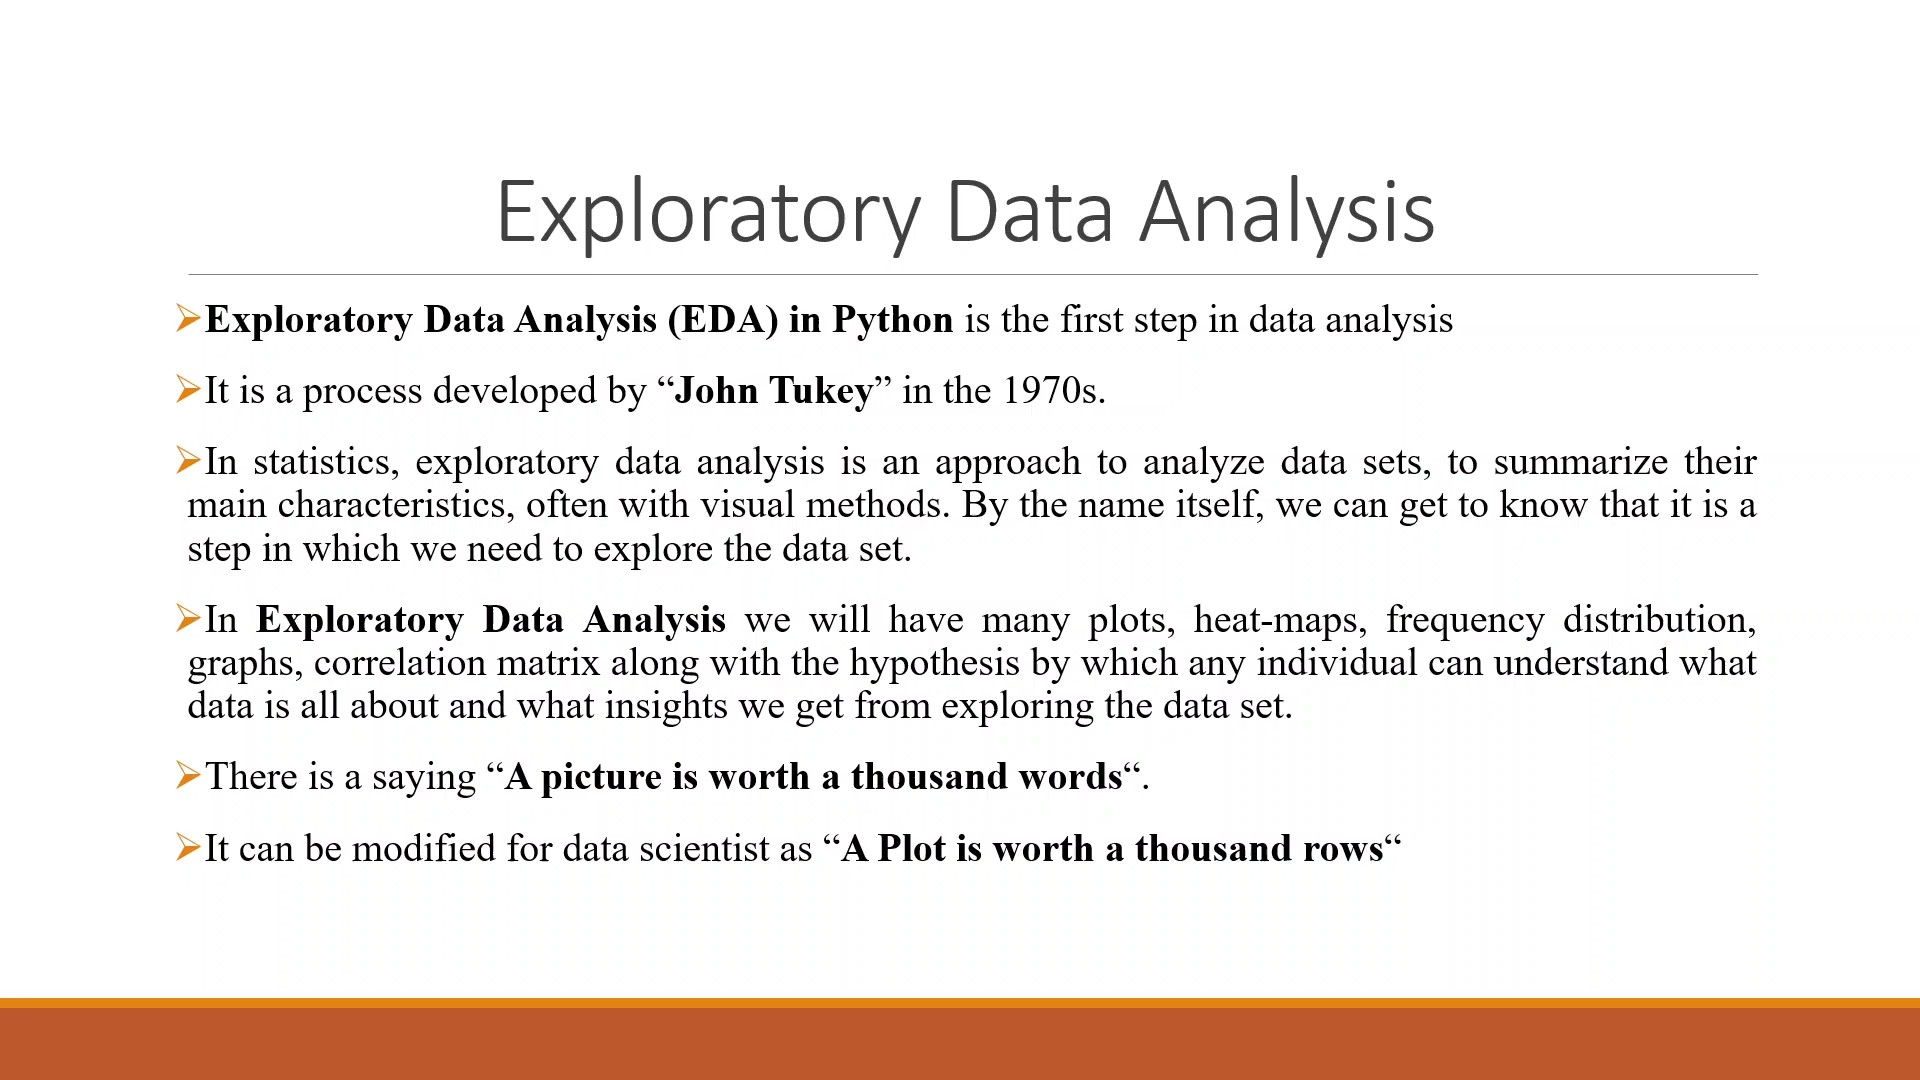 Exploratory Data Analysis
➢Exploratory Data Analysis (EDA) in Python is the first step in data analysis
➢It is a process developed by “John Tukey” in the 1970s.
➢In statistics, exploratory data analysis is an approach to analyze data sets, to summarize their
main characteristics, often with visual methods. By the name itself, we can get to know that it is a
step in which we need to explore the data set.
➢In Exploratory Data Analysis we will have many plots, heat-maps, frequency distribution,
graphs, correlation matrix along with the hypothesis by which any individual can understand what
data is all about and what insights we get from exploring the data set.
➢There is a saying “A picture is worth a thousand words“.
➢It can be modified for data scientist as “A Plot is worth a thousand rows“